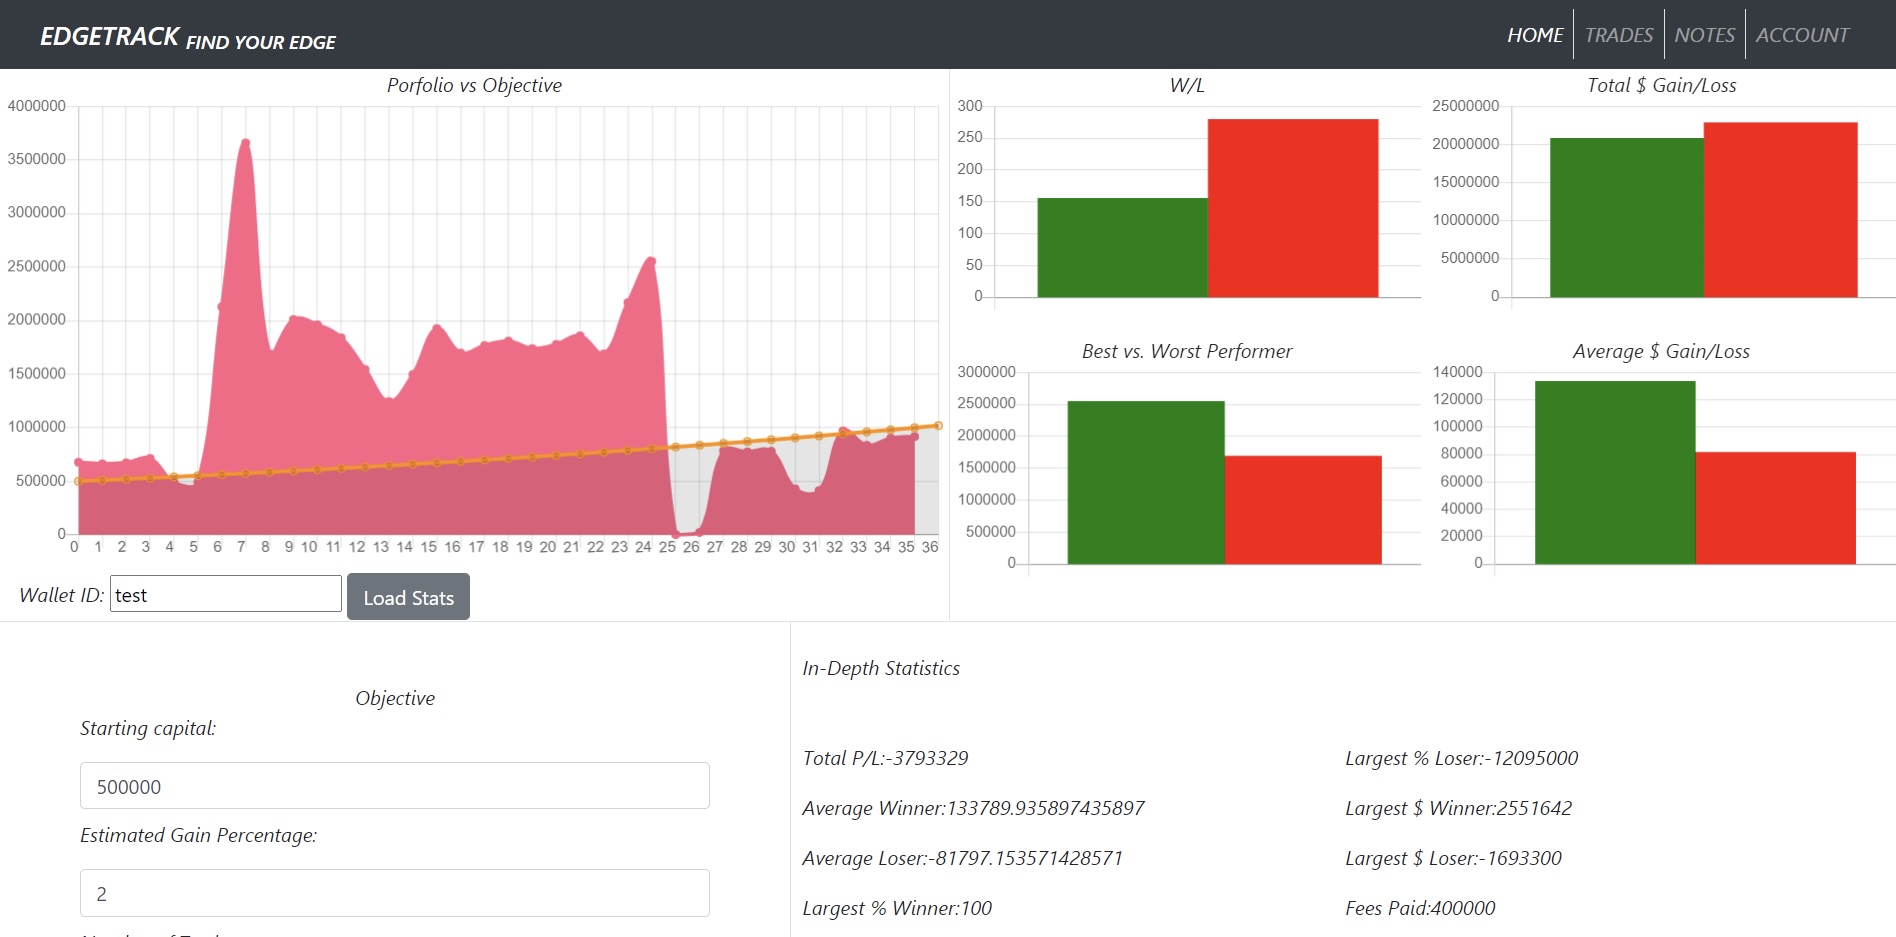 EDGETRACK FIND YOUR EDGE
HOME TRADES NOTES ACCOUNT
Porfolio vs Objective
4000000
3500000
3000000
2500000
2000000
1500000
1000000
500000
0
0 1 2 3 4 5 6 7 8 9 10 11 12 13 14 15 16 17 18 19 20 21 22 23 24 25 26 27 28 29 30 31 32 33 34 35 36
Wallet ID: test Load Stats
W/L
300
250
200
150
100
50
0
Total $ Gain/Loss
25000000
20000000
15000000
10000000
5000000
0
Best vs. Worst Performer
3000000
2500000
2000000
1500000
1000000
500000
0
Average $ Gain/Loss
140000
120000
100000
80000
60000
40000
20000
0
Objective
Starting capital:
500000
Estimated Gain Percentage:
2
In-Depth Statistics
Total P/L:-3793329
Average Winner:133789.935897435897
Average Loser:-81797.153571428571
Largest % Winner:100
Largest % Loser:-12095000
Largest $ Winner:2551642
Largest $ Loser:-1693300
Fees Paid:400000